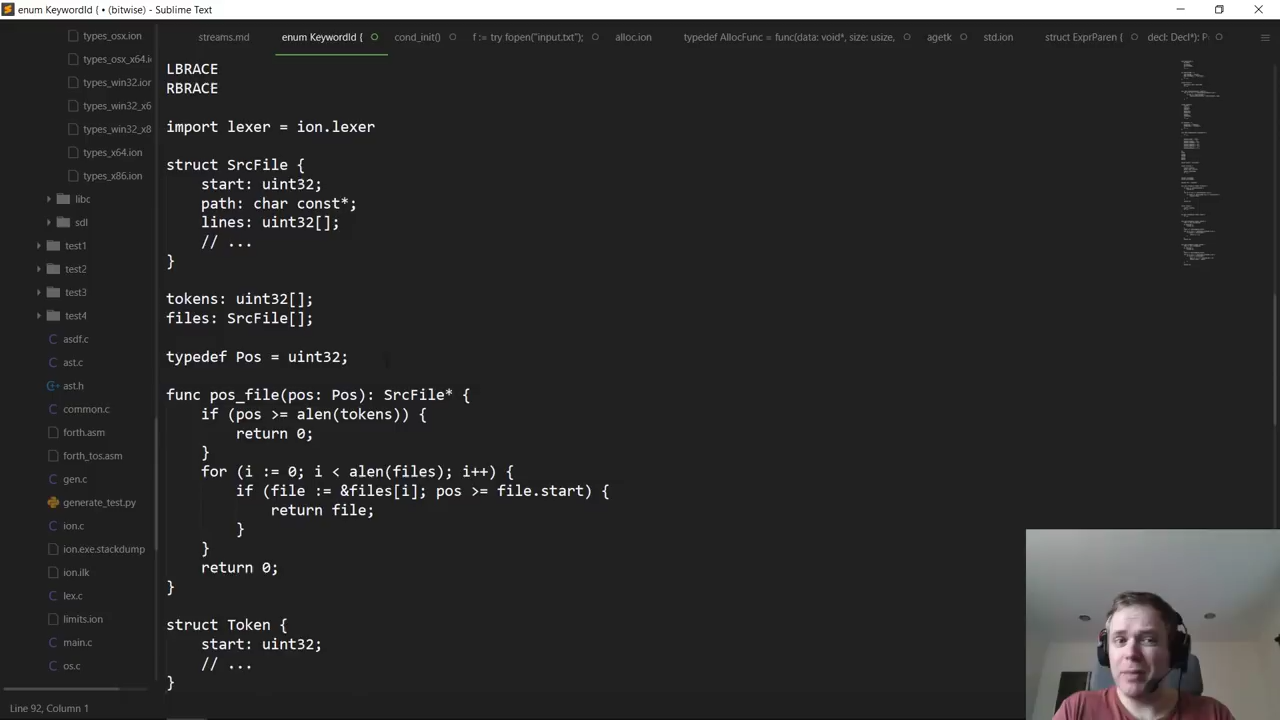 enum KeywordId { • (bitwise) - Sublime Text
streams.md
enum KeywordId {
cond_init()
f := try fopen("input.txt");
alloc.ion
typedef AllocFunc = func(data: void*, size: usize,
agetk
std.ion
struct ExprParen {
decl: Decl*): P
types_osx.ion
types_osx_x64.i
types_win32.ion
types_win32_x6
types_win32_x8
types_x64.ion
types_x86.ion
libc
sdl
test1
test2
test3
test4
asdf.c
ast.c
ast.h
common.c
forth.asm
forth_tos.asm
gen.c
generate_test.py
ion.c
ion.exe.stackdump
ion.ilk
lex.c
limits.ion
main.c
os.c
LBRACE
RBRACE
import lexer = ion.lexer
struct SrcFile {
start: uint32;
path: char const*;
lines: uint32[];
// ...
}
tokens: uint32[];
files: SrcFile[];
typedef Pos = uint32;
func pos_file(pos: Pos): SrcFile* {
if (pos >= alen(tokens)) {
return 0;
}
for (i := 0; i < alen(files); i++) {
if (file := &files[i]; pos >= file.start) {
return file;
}
}
return 0;
}
struct Token {
start: uint32;
// ...
}
Line 92, Column 1